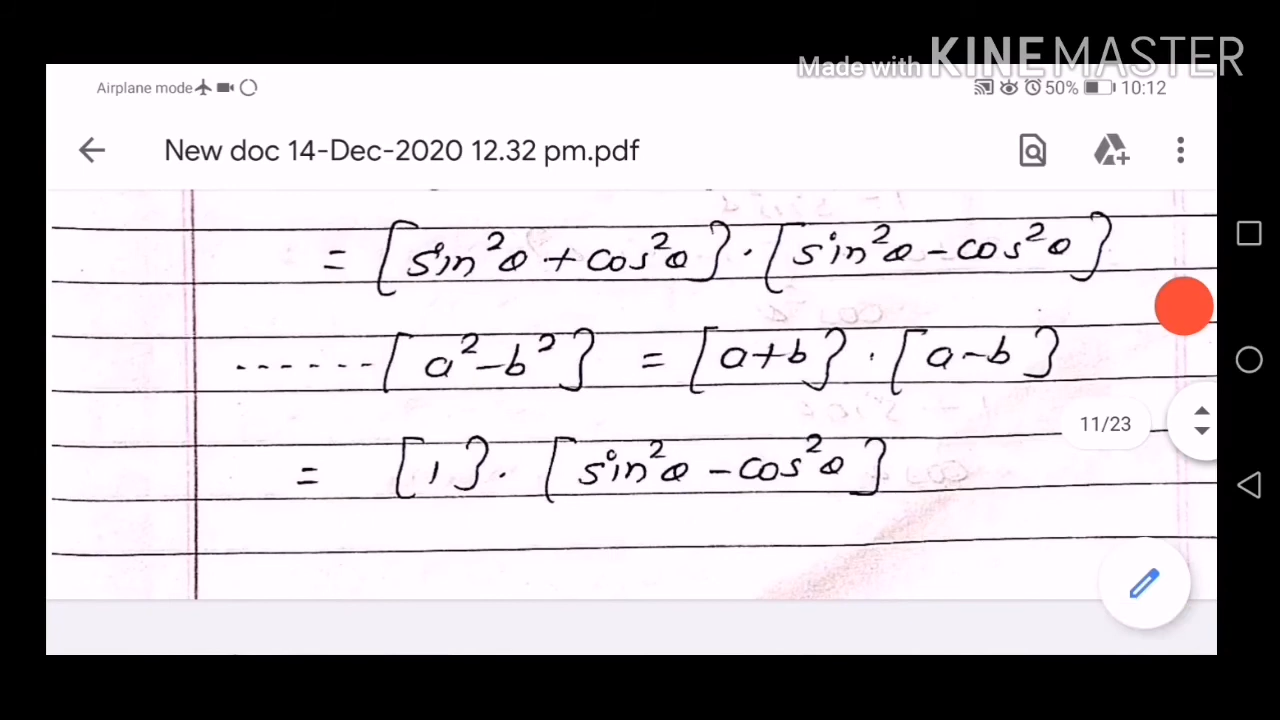 Made with KINEMASTER
Airplane mode 50% 10:12
New doc 14-Dec-2020 12.32 pm.pdf
= [sin²θ + cos²θ] · [sin²θ - cos²θ]
------[a² - b²] = [a+b] · [a-b]
11/23
= [1] · [sin²θ - cos²θ]